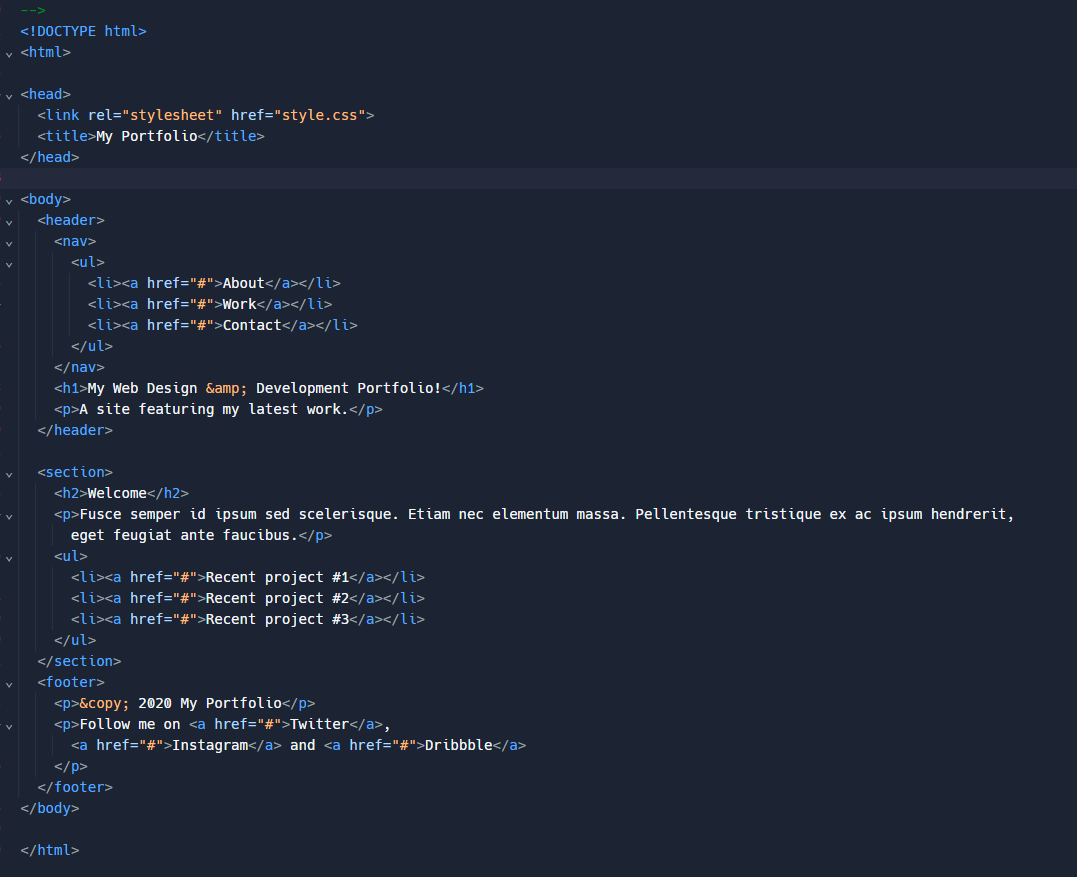 -->
<!DOCTYPE html>
<html>
<head>
<link rel="stylesheet" href="style.css">
<title>My Portfolio</title>
</head>
<body>
<header>
<nav>
<ul>
<li><a href="#">About</a></li>
<li><a href="#">Work</a></li>
<li><a href="#">Contact</a></li>
</ul>
</nav>
<h1>My Web Design &amp; Development Portfolio!</h1>
<p>A site featuring my latest work.</p>
</header>
<section>
<h2>Welcome</h2>
<p>Fusce semper id ipsum sed scelerisque. Etiam nec elementum massa. Pellentesque tristique ex ac ipsum hendrerit,
eget feugiat ante faucibus.</p>
<ul>
<li><a href="#">Recent project #1</a></li>
<li><a href="#">Recent project #2</a></li>
<li><a href="#">Recent project #3</a></li>
</ul>
</section>
<footer>
<p>&copy; 2020 My Portfolio</p>
<p>Follow me on <a href="#">Twitter</a>,
<a href="#">Instagram</a> and <a href="#">Dribbble</a>
</p>
</footer>
</body>
</html>